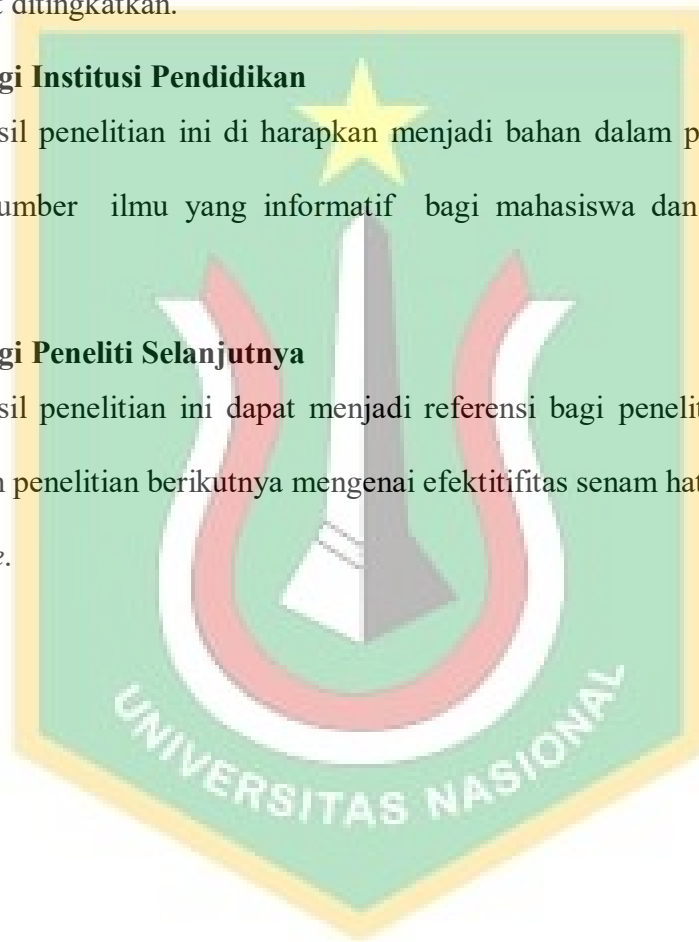 ditingkatkan.
gi Institusi Pendidikan
sil penelitian ini di harapkan menjadi bahan dalam p
umber ilmu yang informatif bagi mahasiswa dan
gi Peneliti Selanjutnya
sil penelitian ini dapat menjadi referensi bagi penelit
penelitian berikutnya mengenai efektitifitas senam hat
e.
UNIVERSITAS NASIONAL